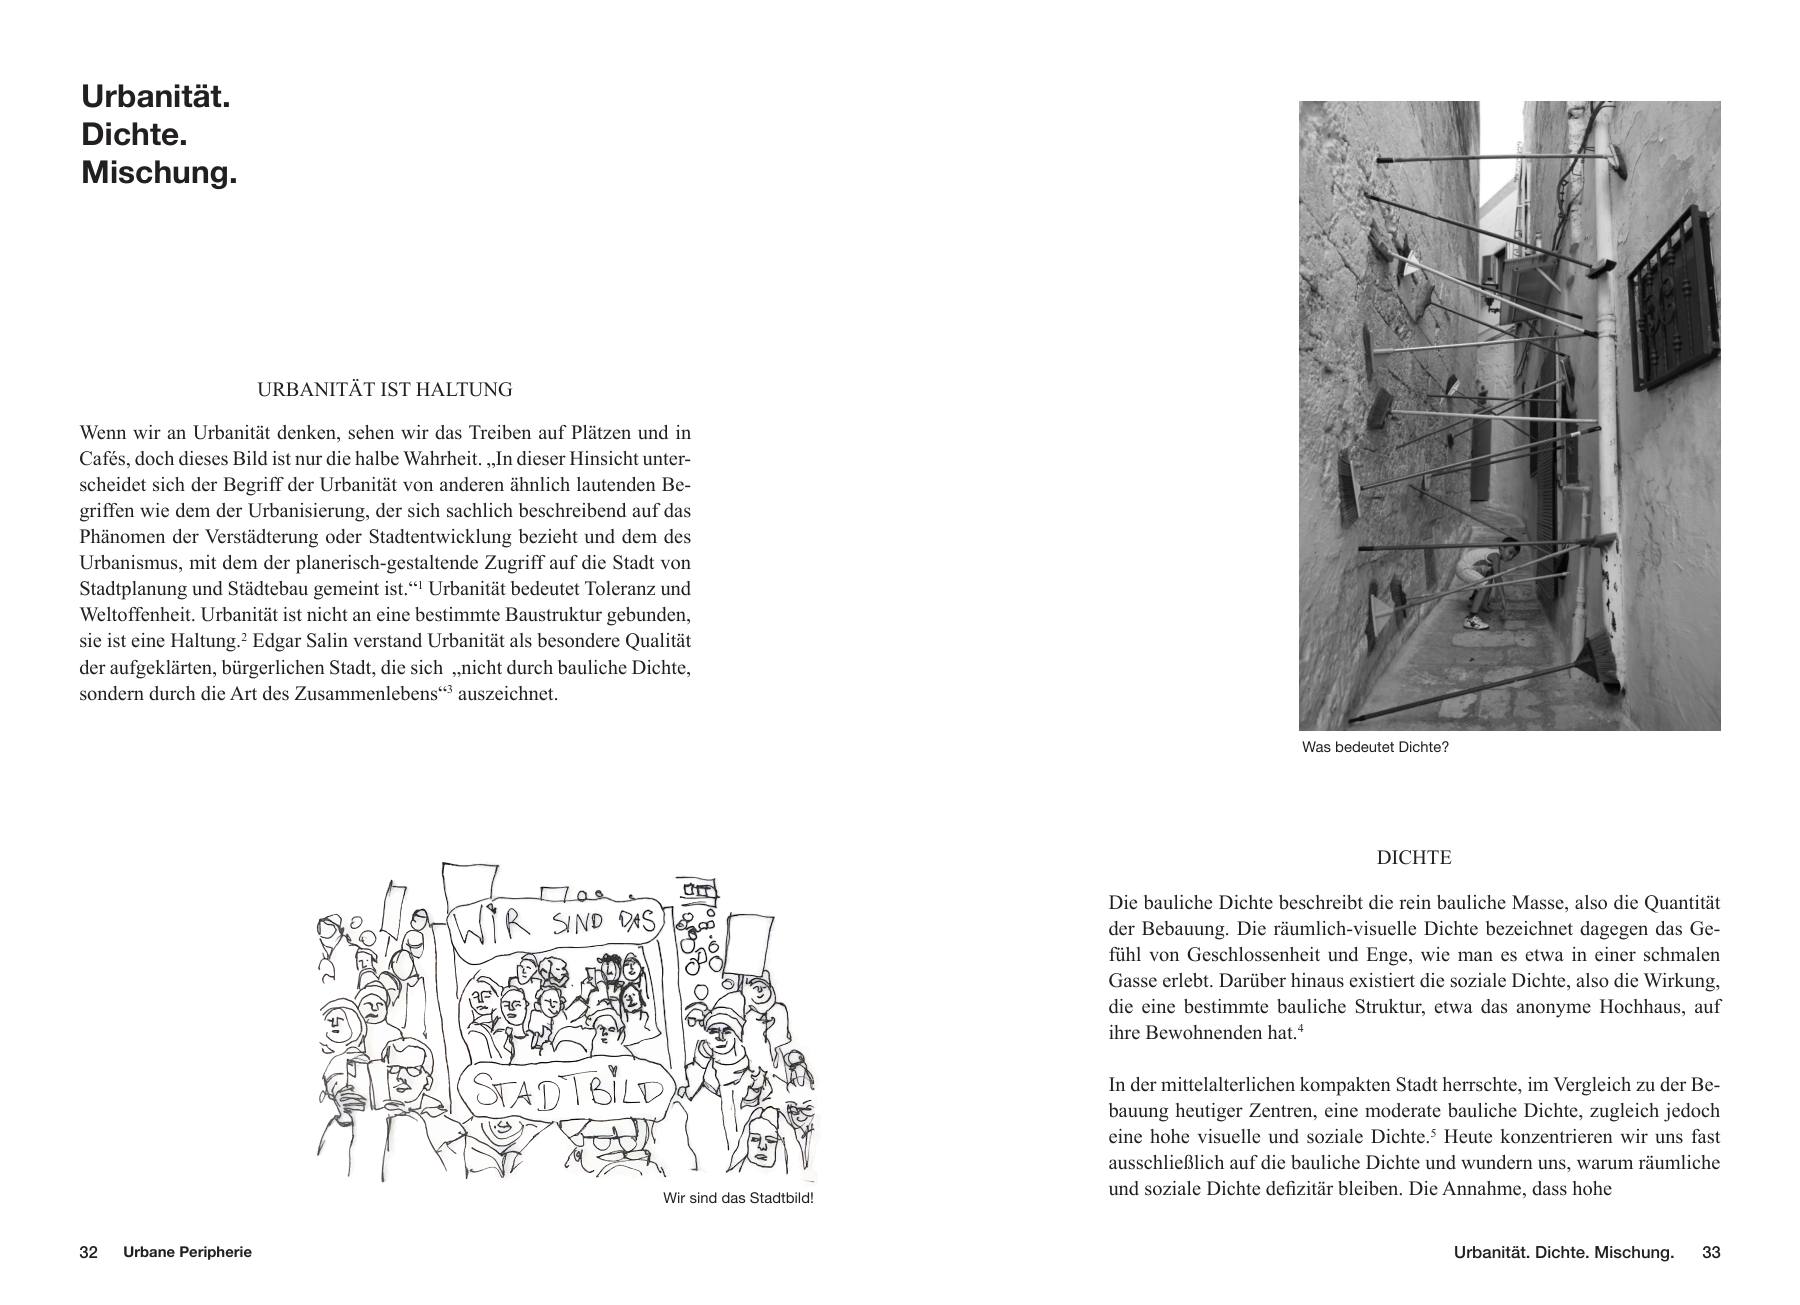 Urbanität.
Dichte.
Mischung.
URBANITÄT IST HALTUNG
Wenn wir an Urbanität denken, sehen wir das Treiben auf Plätzen und in
Cafés, doch dieses Bild ist nur die halbe Wahrheit. „In dieser Hinsicht unter-
scheidet sich der Begriff der Urbanität von anderen ähnlich lautenden Be-
griffen wie dem der Urbanisierung, der sich sachlich beschreibend auf das
Phänomen der Verstädterung oder Stadtentwicklung bezieht und dem des
Urbanismus, mit dem der planerisch-gestaltende Zugriff auf die Stadt von
Stadtplanung und Städtebau gemeint ist.“¹ Urbanität bedeutet Toleranz und
Weltoffenheit. Urbanität ist nicht an eine bestimmte Baustruktur gebunden,
sie ist eine Haltung.² Edgar Salin verstand Urbanität als besondere Qualität
der aufgeklärten, bürgerlichen Stadt, die sich „nicht durch bauliche Dichte,
sondern durch die Art des Zusammenlebens“³ auszeichnet.
WIR SIND DAS
STADTBILD
Wir sind das Stadtbild!
32 Urbane Peripherie
Was bedeutet Dichte?
DICHTE
Die bauliche Dichte beschreibt die rein bauliche Masse, also die Quantität
der Bebauung. Die räumlich-visuelle Dichte bezeichnet dagegen das Ge-
fühl von Geschlossenheit und Enge, wie man es etwa in einer schmalen
Gasse erlebt. Darüber hinaus existiert die soziale Dichte, also die Wirkung,
die eine bestimmte bauliche Struktur, etwa das anonyme Hochhaus, auf
ihre Bewohnenden hat.⁴
In der mittelalterlichen kompakten Stadt herrschte, im Vergleich zu der Be-
bauung heutiger Zentren, eine moderate bauliche Dichte, zugleich jedoch
eine hohe visuelle und soziale Dichte.⁵ Heute konzentrieren wir uns fast
ausschließlich auf die bauliche Dichte und wundern uns, warum räumliche
und soziale Dichte defizitär bleiben. Die Annahme, dass hohe
Urbanität. Dichte. Mischung. 33